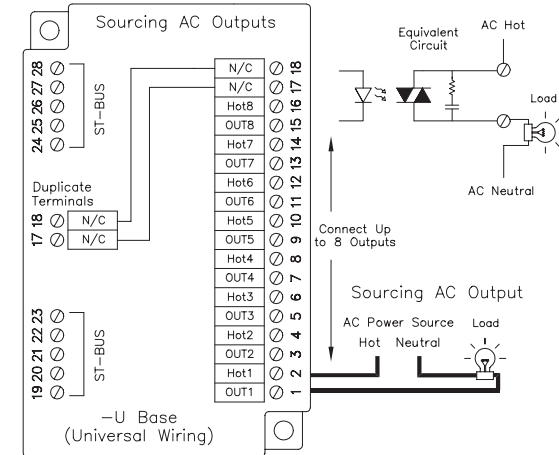 Sourcing AC Outputs
28
27
26
25
24
ST-BUS
Duplicate
Terminals
18 N/C
17 N/C
23
22
21
20
19
ST-BUS
N/C 18
N/C 17
Hot8 16
OUT8 15
Hot7 14
OUT7 13
Hot6 12
OUT6 11
Hot5 10
OUT5 9
Hot4 8
OUT4 7
Hot3 6
OUT3 5
Hot2 4
OUT2 3
Hot1 2
OUT1 1
-U Base
(Universal Wiring)
Equivalent
Circuit
AC Hot
Load
AC Neutral
Connect Up
to 8 Outputs
Sourcing AC Output
AC Power Source
Hot Neutral
Load